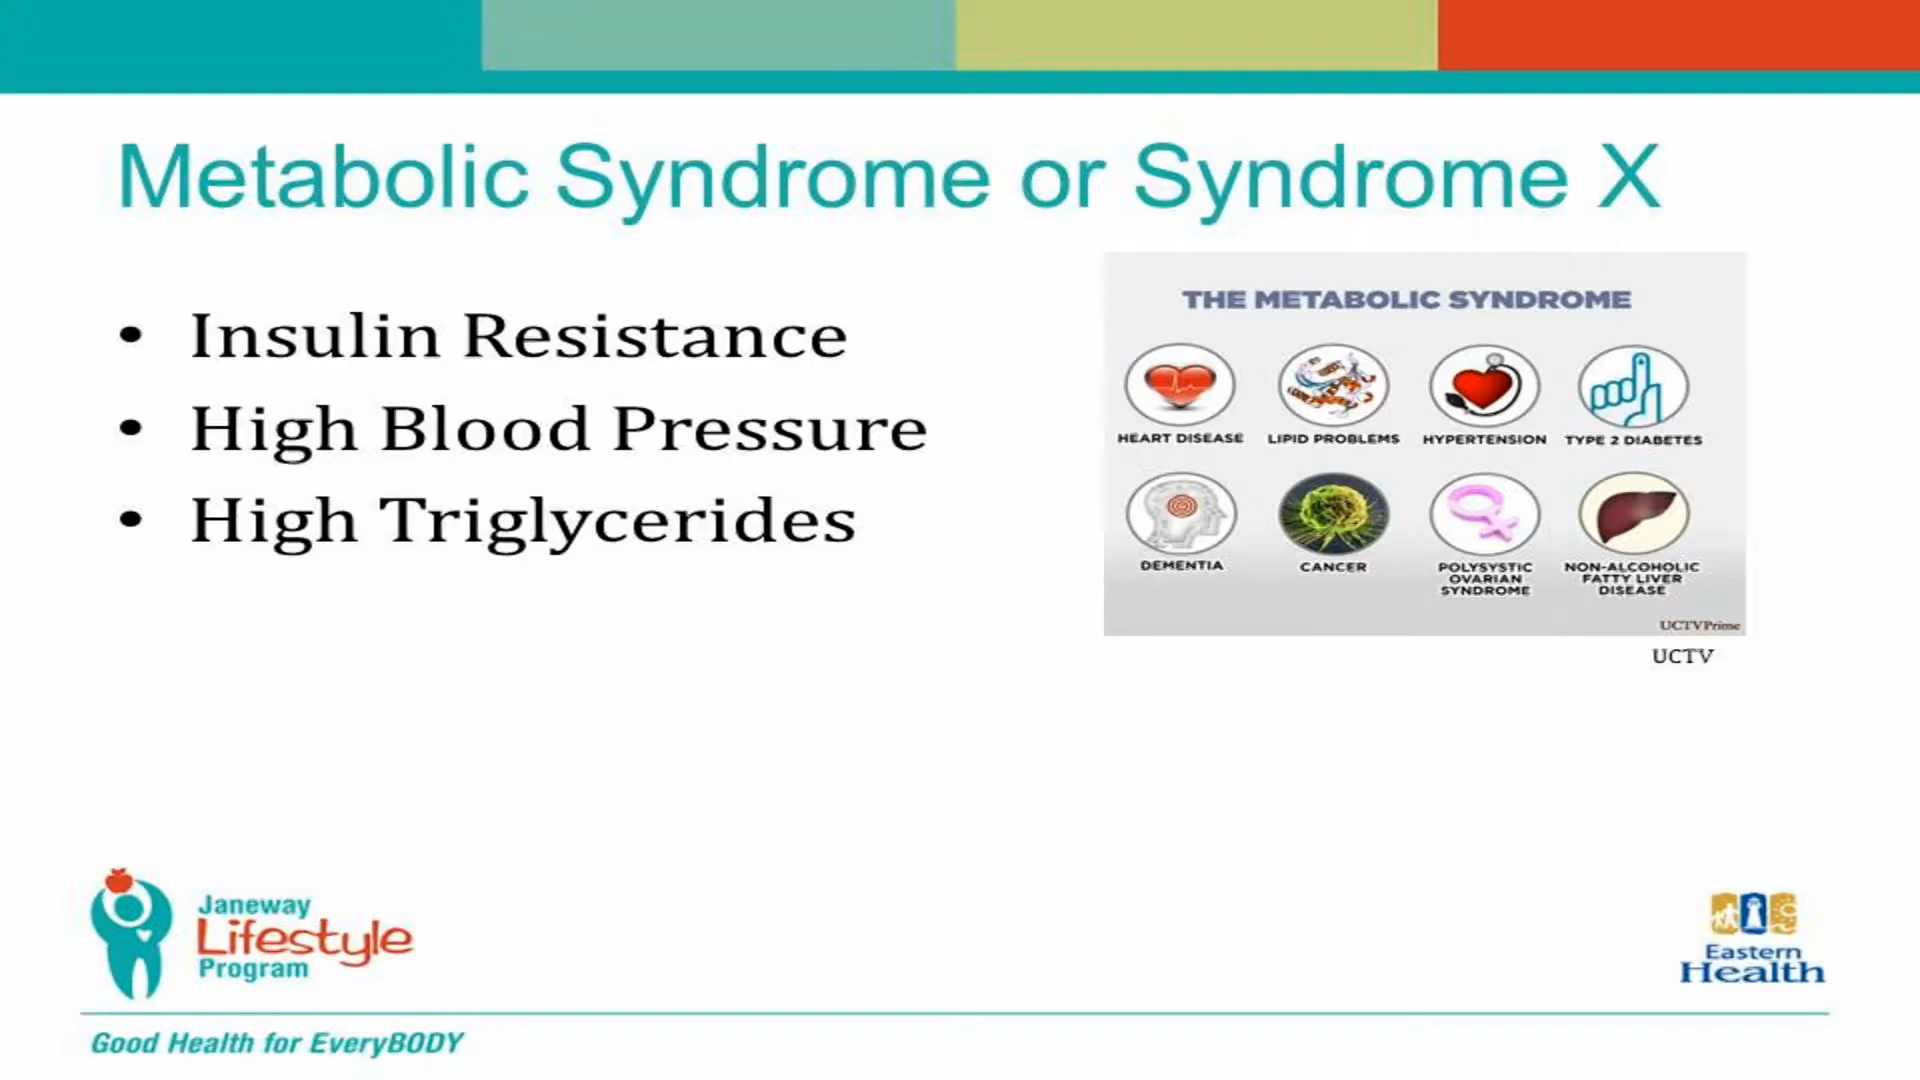 Metabolic Syndrome or Syndrome X
• Insulin Resistance
• High Blood Pressure
• High Triglycerides
THE METABOLIC SYNDROME
HEART DISEASE
LIPID PROBLEMS
HYPERTENSION
TYPE 2 DIABETES
DEMENTIA
CANCER
POLYSYSTIC
OVARIAN
SYNDROME
NON-ALCOHOLIC
FATTY LIVER
DISEASE
UCTVPrime
UCTV
Janeway
Lifestyle
Program
Eastern
Health
Good Health for EveryBODY